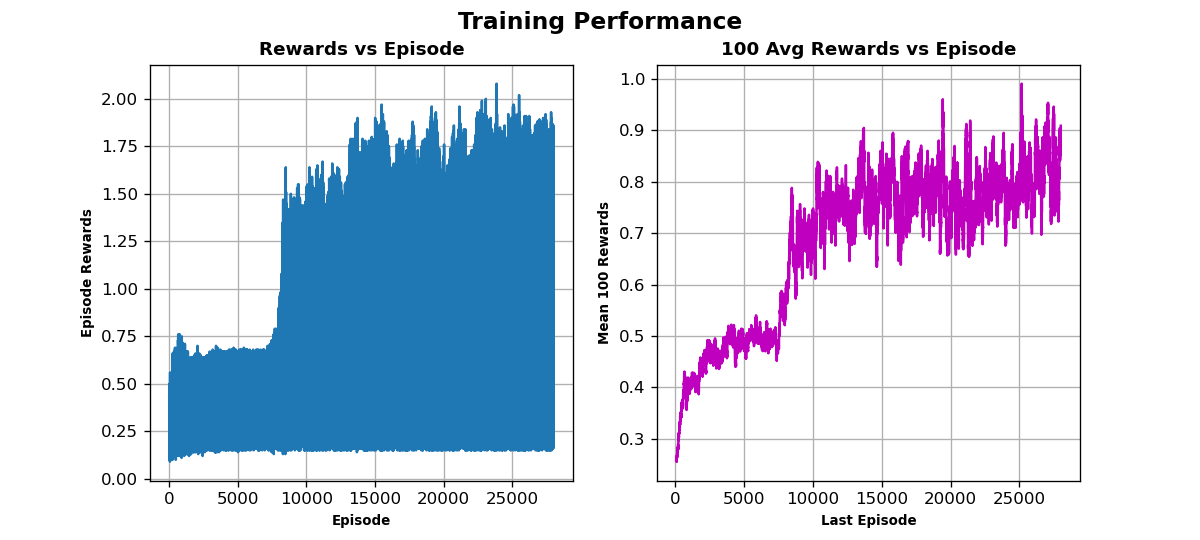 Training Performance
Rewards vs Episode
Episode Rewards
2.00
1.75
1.50
1.25
1.00
0.75
0.50
0.25
0.00
0 5000 10000 15000 20000 25000
Episode
100 Avg Rewards vs Episode
Mean 100 Rewards
1.0
0.9
0.8
0.7
0.6
0.5
0.4
0.3
0 5000 10000 15000 20000 25000
Last Episode